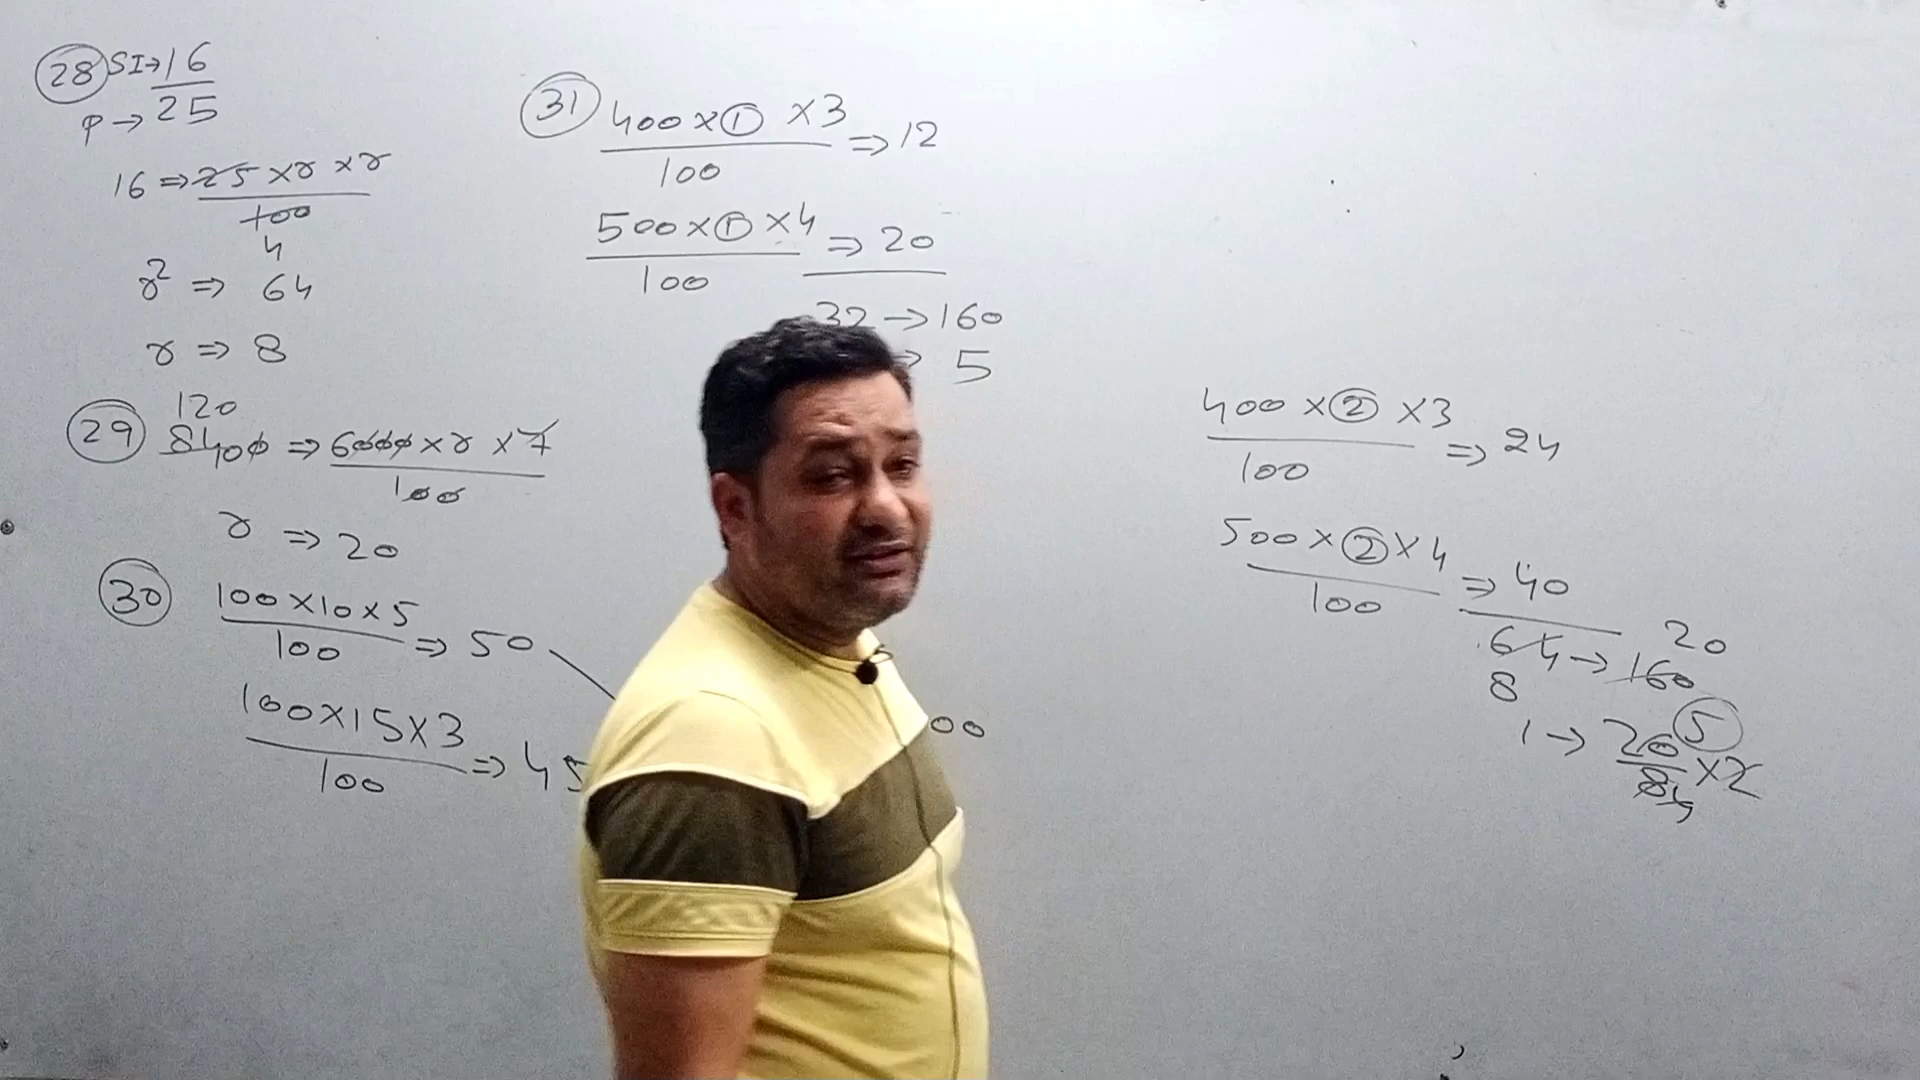 28 SI→ 16
P→ 25
16 ⇒ 25 × r × r
100
4
r² ⇒ 64
r ⇒ 8
29 120
8400 ⇒ 6000 × r × 7
100
r ⇒ 20
30 100×10×5 ⇒ 50
100
100×15×3 ⇒ 45
100
00
31 400×1 ×3 ⇒ 12
100
500×1 ×4 ⇒ 20
100
32 → 160
5
400×2 ×3 ⇒ 24
100
500×2×4 ⇒ 40
100
20
64 → 160
8
5
1 → 20 ×2
8 4